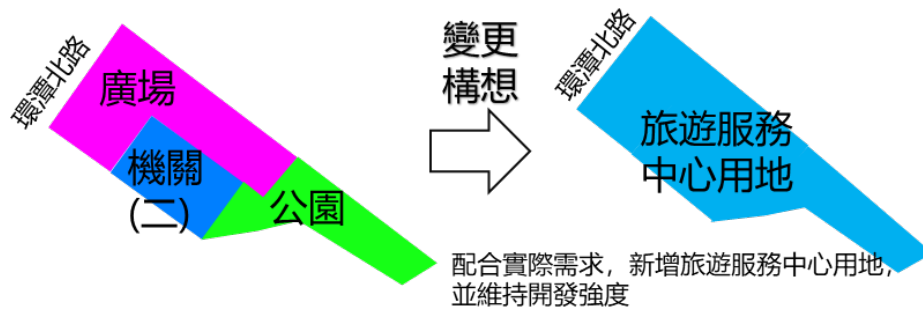 環潭北路
廣場
機關
(二)
公園
變更
構想
環潭北路
旅遊服務
中心用地
配合實際需求，新增旅遊服務中心用地，
並維持開發強度